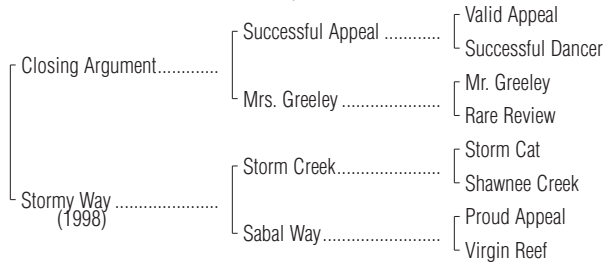 Valid Appeal
Successful Appeal ............
Successful Dancer
Closing Argument.............
Mr. Greeley
Mrs. Greeley .....................
Rare Review
Storm Cat
Storm Creek......................
Shawnee Creek
Stormy Way ......................
(1998)
Proud Appeal
Sabal Way.........................
Virgin Reef